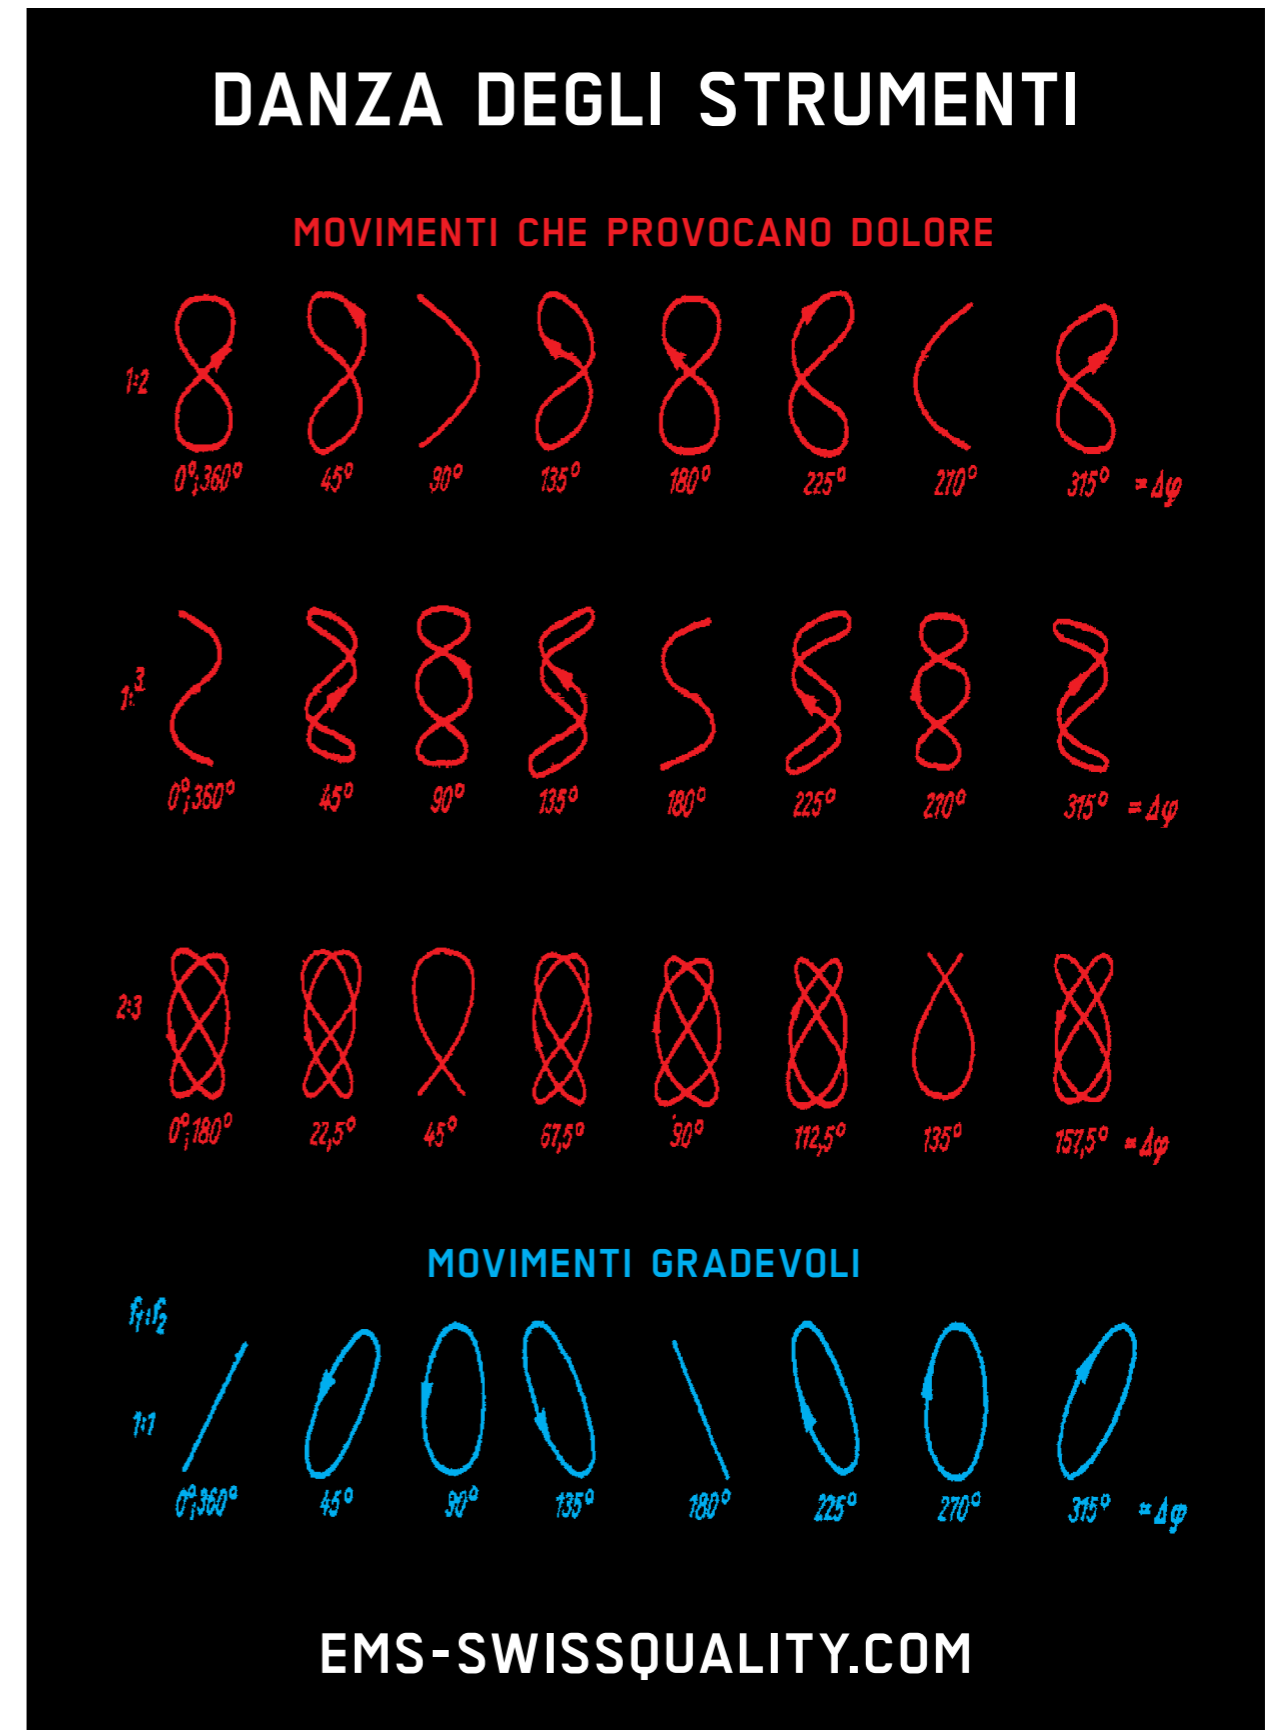 DANZA DEGLI STRUMENTI
MOVIMENTI CHE PROVOCANO DOLORE
1:2
0°;360° 45° 90° 135° 180° 225° 270° 315° = Δφ
1:3
0°;360° 45° 90° 135° 180° 225° 270° 315° = Δφ
2:3
0°;180° 22,5° 45° 67,5° 90° 112,5° 135° 157,5° = Δφ
MOVIMENTI GRADEVOLI
f₁:f₂
1:1
0°;360° 45° 90° 135° 180° 225° 270° 315° = Δφ
EMS-SWISSQUALITY.COM